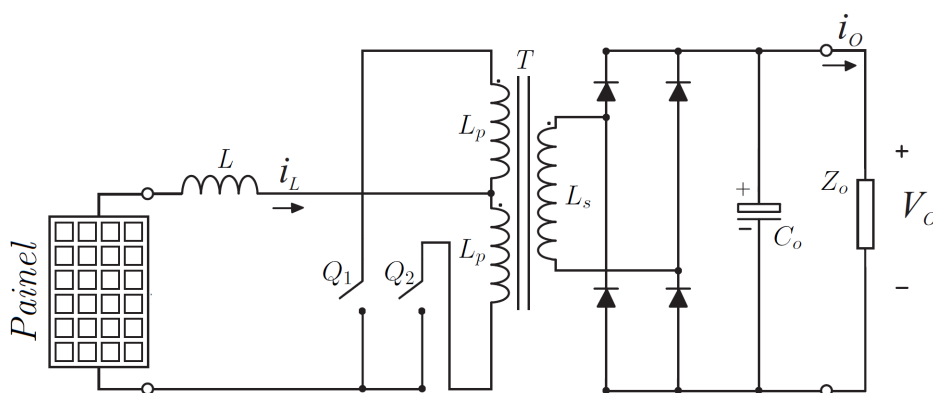 T
i_O
L_p
L
i_L
L_s
+
Z_o
V_O
Painel
Q_1
Q_2
L_p
+
−
C_o
−